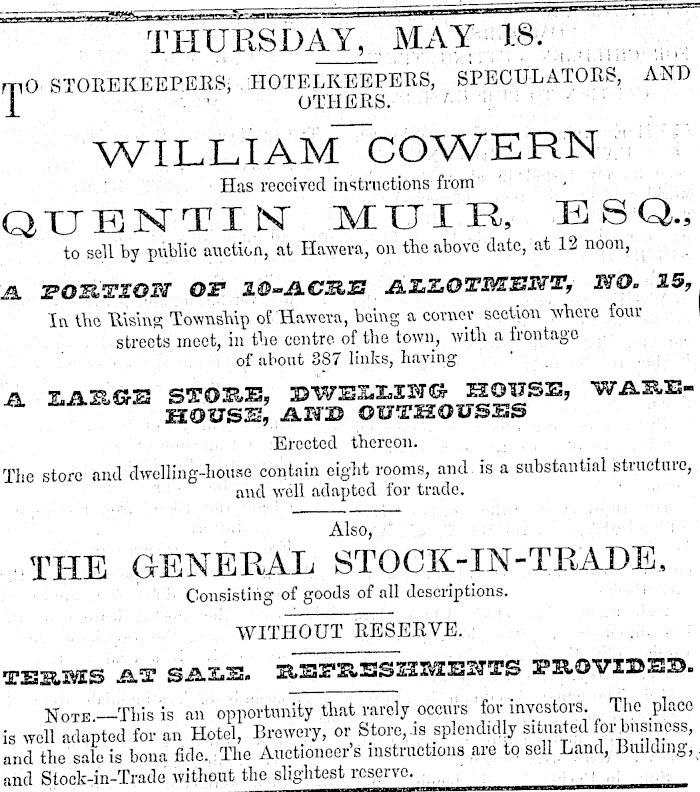 THURSDAY, MAY 18.
TO STOREKEEPERS, HOTELKEEPERS, SPECULATORS, AND
OTHERS.
WILLIAM COWERN
Has received instructions from
QUENTIN MUIR, ESQ.,
to sell by public auction, at Hawera, on the above date, at 12 noon,
A PORTION OF 10-ACRE ALLOTMENT, NO. 15,
In the Rising Township of Hawera, being a corner section where four
streets meet, in the centre of the town, with a frontage
of about 387 links, having
A LARGE STORE, DWELLING HOUSE, WARE-
HOUSE, AND OUTHOUSES
Erected thereon.
The store and dwelling-house contain eight rooms, and is a substantial structure,
and well adapted for trade.
Also,
THE GENERAL STOCK-IN-TRADE,
Consisting of goods of all descriptions.
WITHOUT RESERVE.
TERMS AT SALE. REFRESHMENTS PROVIDED.
NOTE.—This is an opportunity that rarely occurs for investors. The place
is well adapted for an Hotel, Brewery, or Store, is splendidly situated for business,
and the sale is bona fide. The Auctioneer's instructions are to sell Land, Building,
and Stock-in-Trade without the slightest reserve.